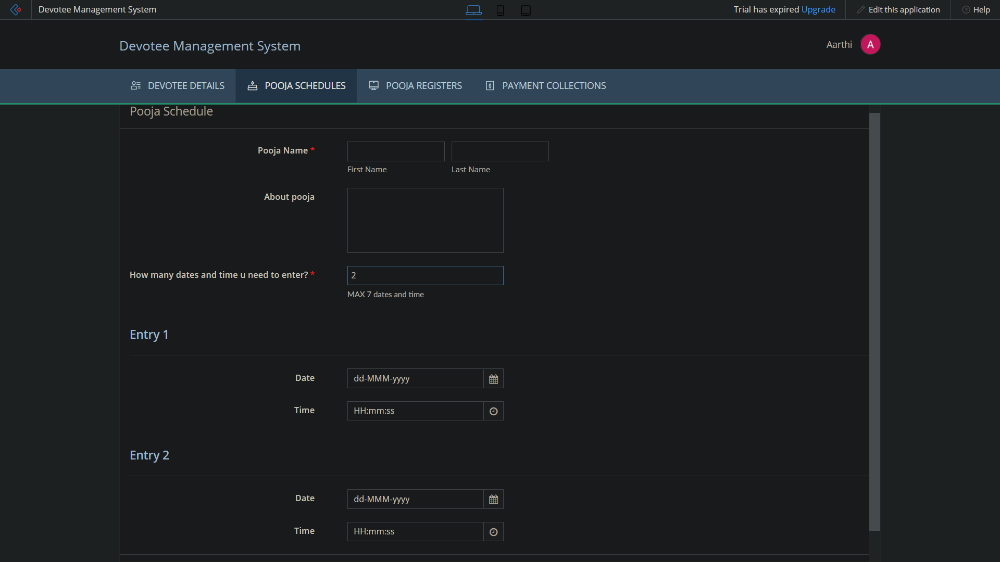 Devotee Management System
Trial has expired Upgrade
Edit this application
Help
Devotee Management System
Aarthi
A
DEVOTEE DETAILS
POOJA SCHEDULES
POOJA REGISTERS
PAYMENT COLLECTIONS
Pooja Schedule
Pooja Name *
First Name
Last Name
About pooja
How many dates and time u need to enter? *
2
MAX 7 dates and time
Entry 1
Date
dd-MMM-yyyy
Time
HH:mm:ss
Entry 2
Date
dd-MMM-yyyy
Time
HH:mm:ss